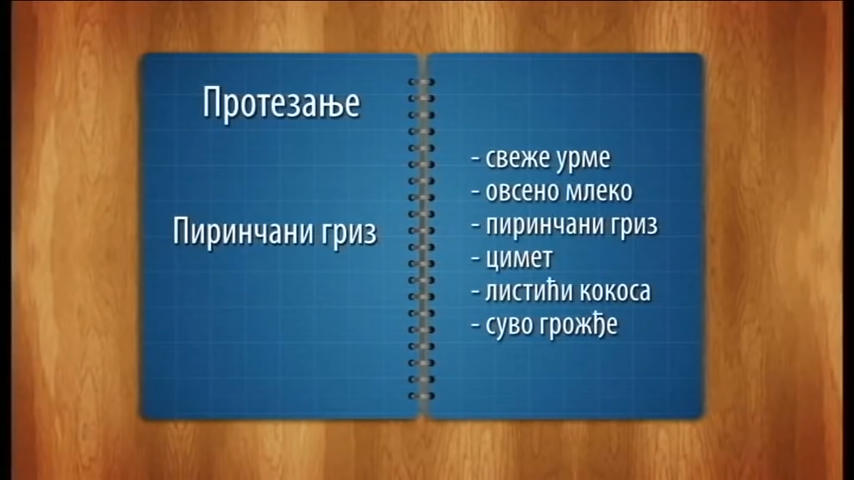 Протезање
Пиринчани гриз
- свеже урме
- овсено млеко
- пиринчани гриз
- цимет
- листићи кокоса
- суво грожђе